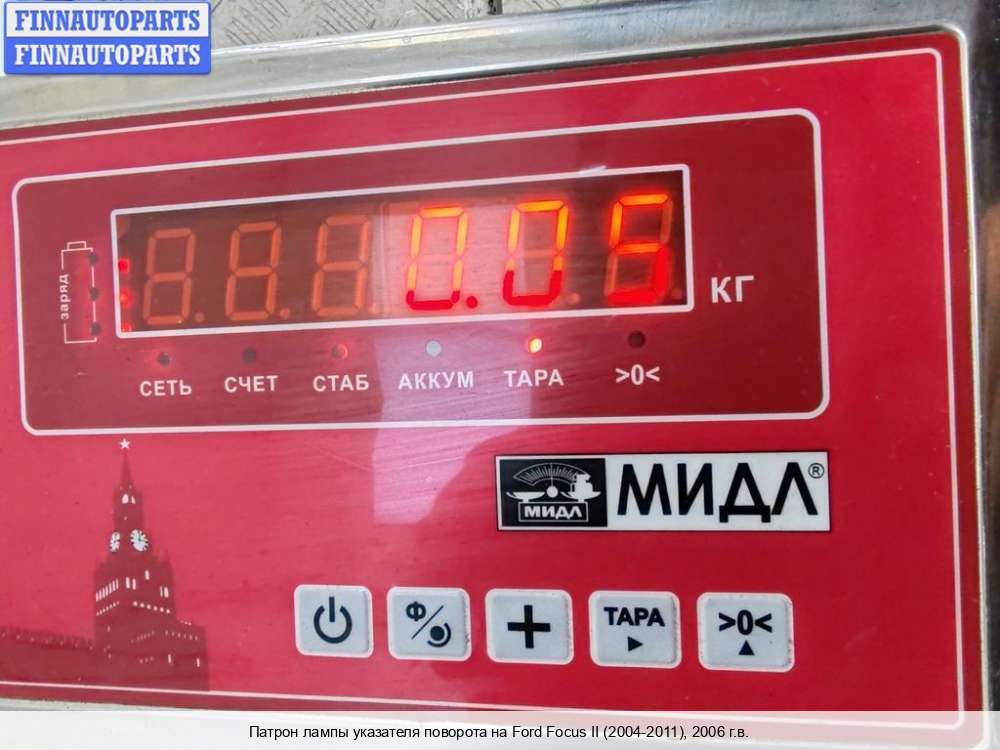 FINNAUTOPARTS
FINNAUTOPARTS
заряд
0.05 КГ
СЕТЬ СЧЕТ СТАБ АККУМ ТАРА >0<
МИДЛ МИДЛ®
Ф ТАРА >0<
Патрон лампы указателя поворота на Ford Focus II (2004-2011), 2006 г.в.